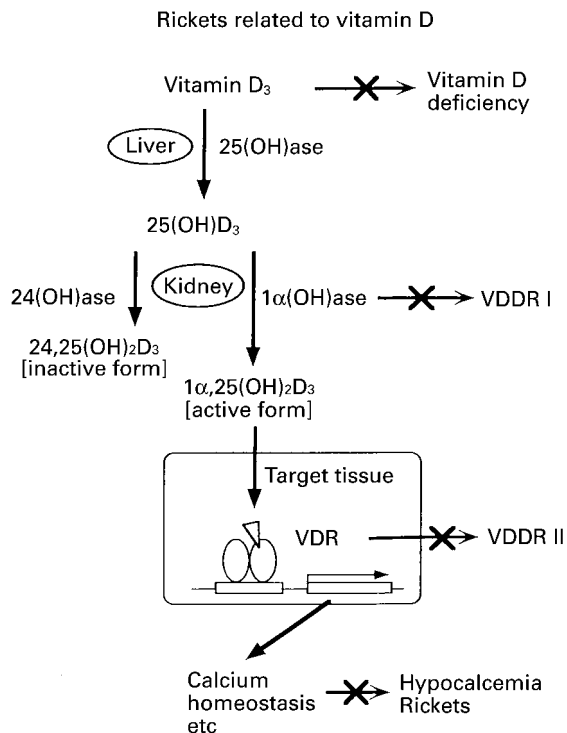 Rickets related to vitamin D
Vitamin D₃
Vitamin D
deficiency
Liver
25(OH)ase
25(OH)D₃
24(OH)ase
Kidney
1α(OH)ase
VDDR I
24,25(OH)₂D₃
[inactive form]
1α,25(OH)₂D₃
[active form]
Target tissue
VDR
VDDR II
Calcium
homeostasis
etc
Hypocalcemia
Rickets